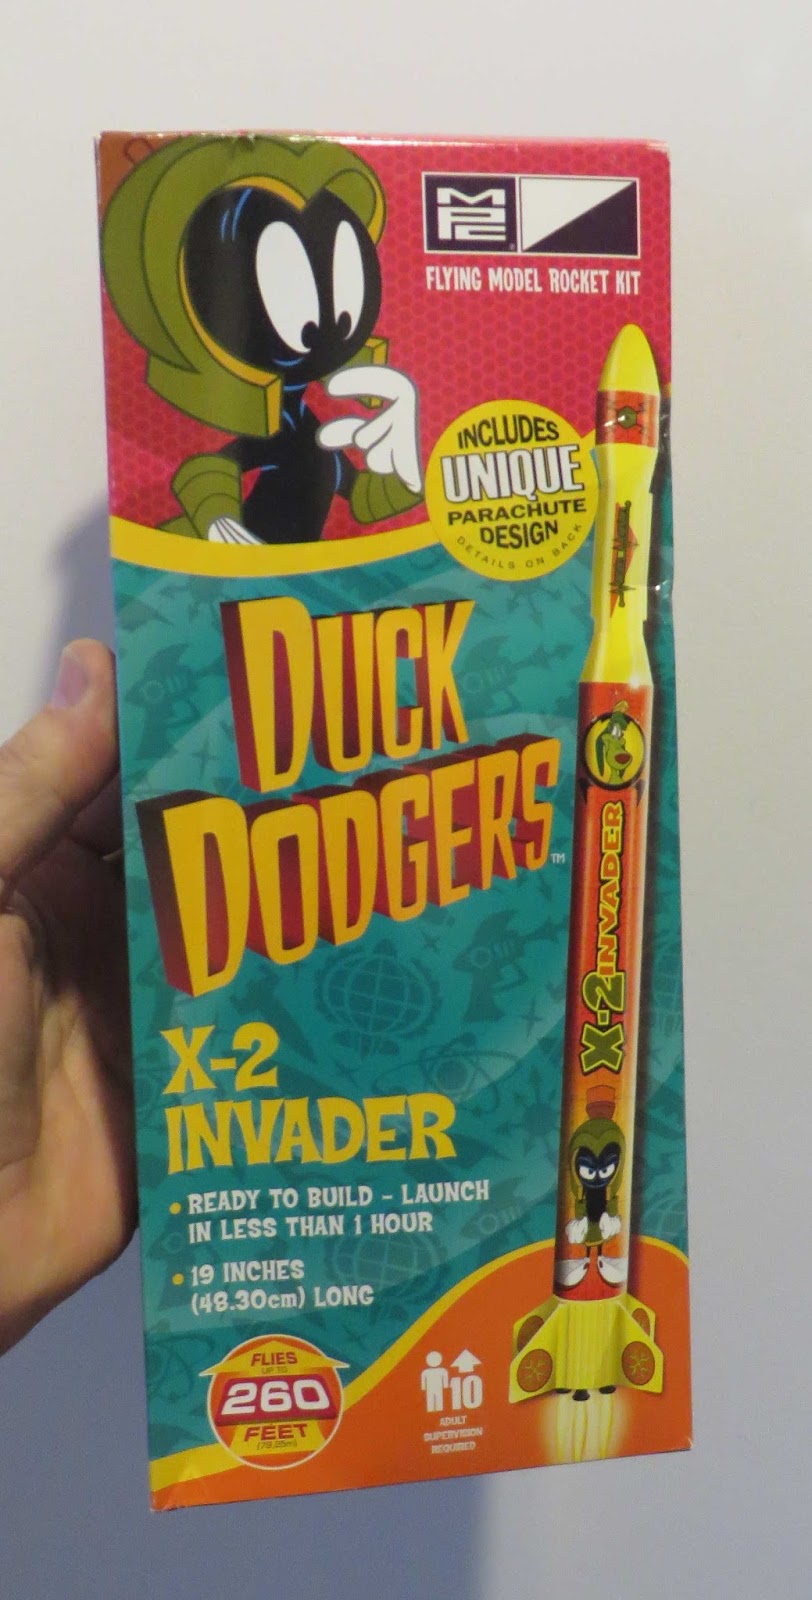 MPC®
FLYING MODEL ROCKET KIT
INCLUDES
UNIQUE
PARACHUTE
DESIGN
DETAILS ON BACK
DUCK
DODGERS™
X-2 INVADER
X-2
INVADER
• READY TO BUILD – LAUNCH
IN LESS THAN 1 HOUR
• 19 INCHES
(48.30cm) LONG
FLIES
UP TO
260
FEET
(79.25m)
10
ADULT
SUPERVISION
REQUIRED